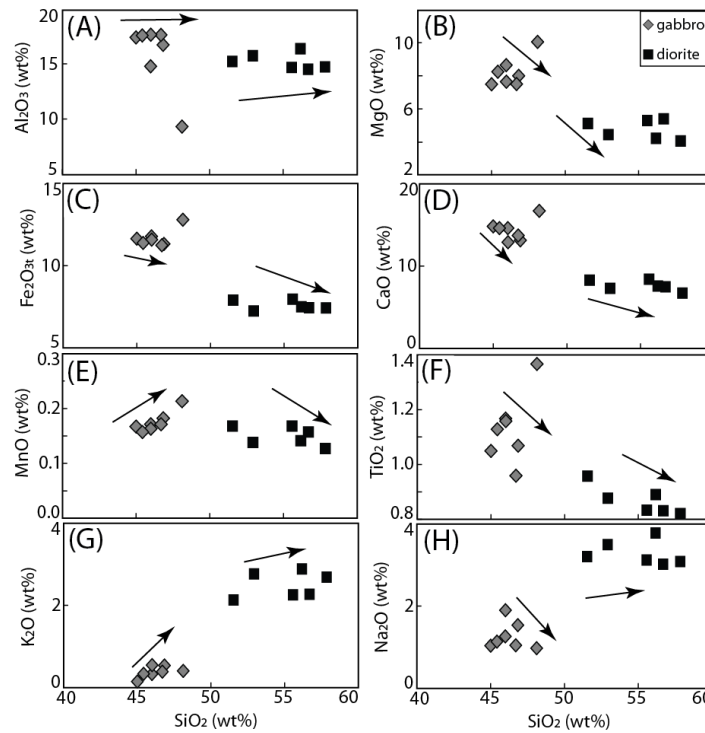 (A)
Al₂O₃ (wt%)
20
15
10
5
(B)
MgO (wt%)
10
6
2
gabbro
diorite
(C)
Fe₂O₃t (wt%)
15
10
5
(D)
CaO (wt%)
20
10
0
(E)
MnO (wt%)
0.3
0.2
0.1
0.0
(F)
TiO₂ (wt%)
1.4
1.2
1.0
0.8
(G)
K₂O (wt%)
4
2
0
(H)
Na₂O (wt%)
4
2
0
40 45 50 55 60
SiO₂ (wt%)
40 45 50 55 60
SiO₂ (wt%)